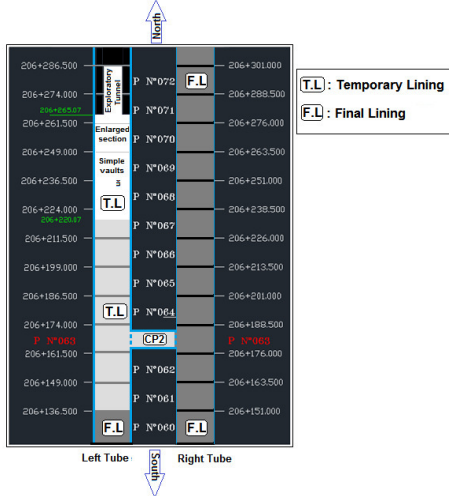 North
206+286.500
206+274.000
206+265.07
206+261.500
206+249.000
206+236.500
206+224.000
206+220.07
206+211.500
206+199.000
206+186.500
206+174.000
P N°063
206+161.500
206+149.000
206+136.500
Exploratory
Tunnel
Enlarged
section
Simple
vaults
T.L
T.L
F.L
P N°072
P N°071
P N°070
P N°069
P N°068
P N°067
P N°066
P N°065
P N°064
CP2
P N°062
P N°061
P N°060
F.L
F.L
206+301.000
206+288.500
206+276.000
206+263.500
206+251.000
206+238.500
206+226.000
206+213.500
206+201.000
206+188.500
P N°063
206+176.000
206+163.500
206+151.000
T.L : Temporary Lining
F.L : Final Lining
Left Tube
Right Tube
South